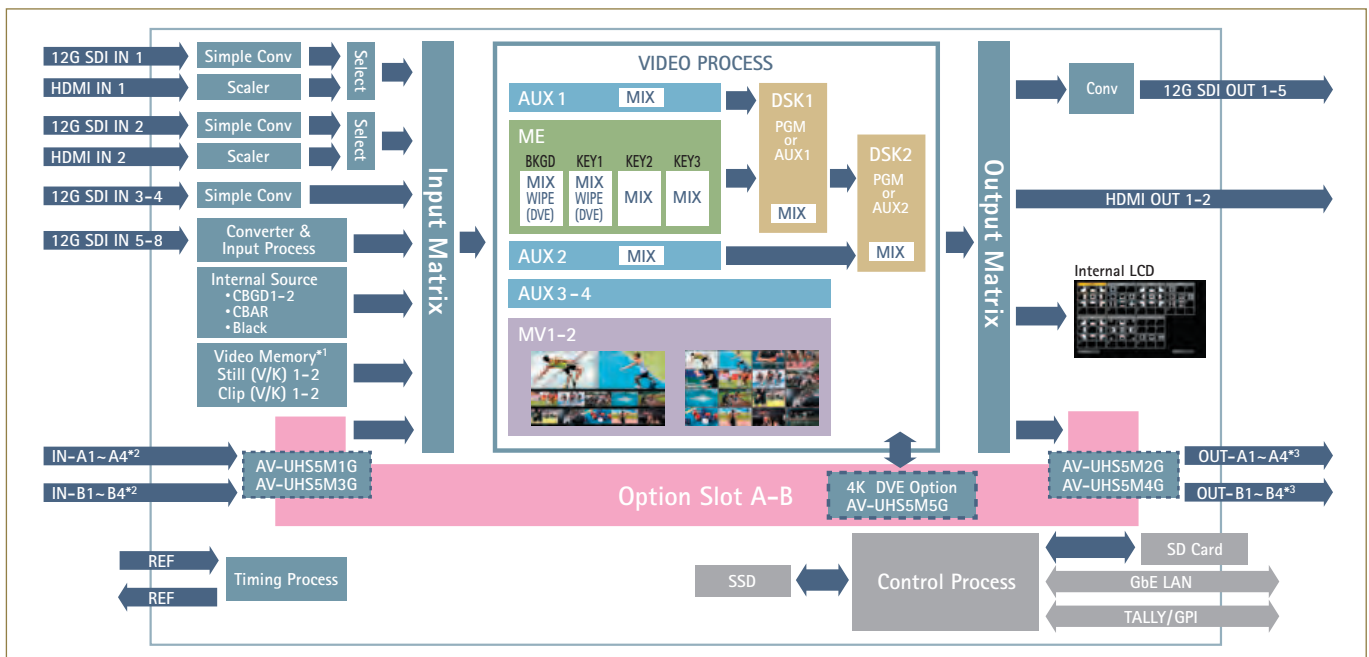 12G SDI IN 1
Simple Conv
HDMI IN 1
Scaler
Select
12G SDI IN 2
Simple Conv
HDMI IN 2
Scaler
Select
12G SDI IN 3-4
Simple Conv
12G SDI IN 5-8
Converter &
Input Process
Internal Source
・CBGD1-2
・CBAR
・Black
Video Memory*1
Still (V/K) 1-2
Clip (V/K) 1-2
Input Matrix
VIDEO PROCESS
AUX 1
MIX
ME
BKGD
KEY1
KEY2
KEY3
MIX
WIPE
(DVE)
MIX
WIPE
(DVE)
MIX
MIX
AUX 2
MIX
AUX 3-4
MV1-2
DSK1
PGM
or
AUX1
MIX
DSK2
PGM
or
AUX2
MIX
Output Matrix
Conv
12G SDI OUT 1-5
HDMI OUT 1-2
Internal LCD
IN-A1~A4*2
IN-B1~B4*2
AV-UHS5M1G
AV-UHS5M3G
Option Slot A-B
4K DVE Option
AV-UHS5M5G
AV-UHS5M2G
AV-UHS5M4G
OUT-A1~A4*3
OUT-B1~B4*3
REF
REF
Timing Process
SSD
Control Process
SD Card
GbE LAN
TALLY/GPI